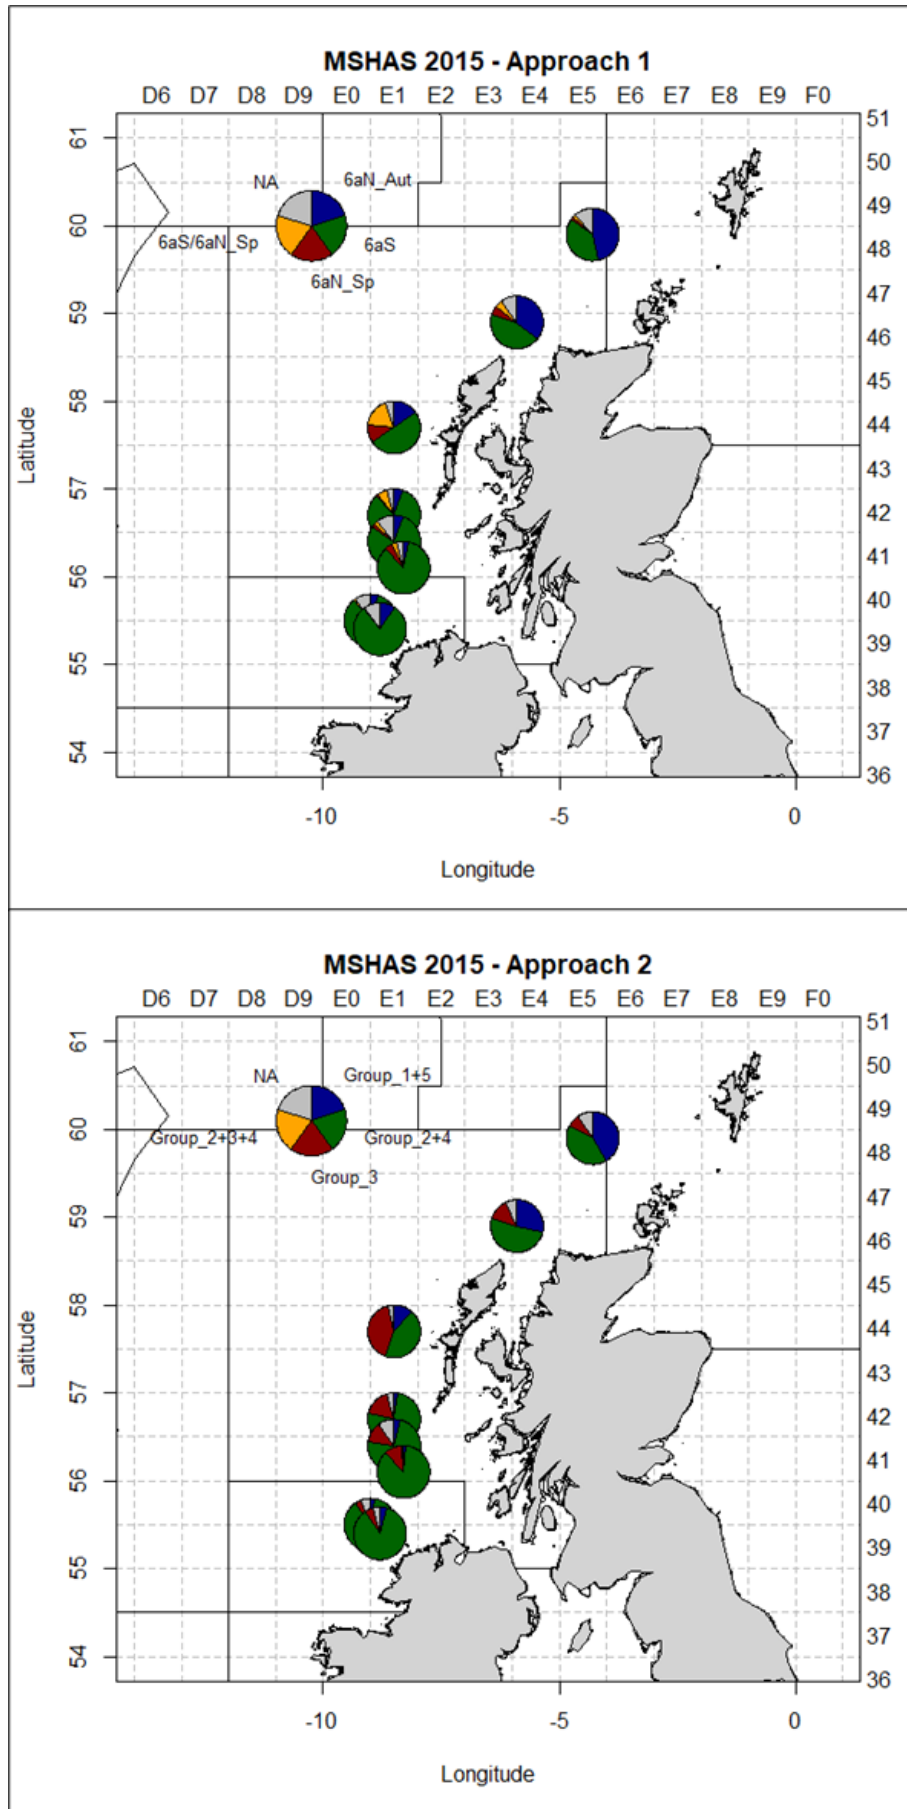 MSHAS 2015 - Approach 1
D6 D7 D8 D9 E0 E1 E2 E3 E4 E5 E6 E7 E8 E9 F0
61
60
59
58
57
56
55
54
Latitude
51
50
49
48
47
46
45
44
43
42
41
40
39
38
37
36
NA
6aN_Aut
6aS/6aN_Sp
6aS
6aN_Sp
-10 -5 0
Longitude
MSHAS 2015 - Approach 2
D6 D7 D8 D9 E0 E1 E2 E3 E4 E5 E6 E7 E8 E9 F0
61
60
59
58
57
56
55
54
Latitude
51
50
49
48
47
46
45
44
43
42
41
40
39
38
37
36
NA
Group_1+5
Group_2+3+4
Group_2+4
Group_3
-10 -5 0
Longitude